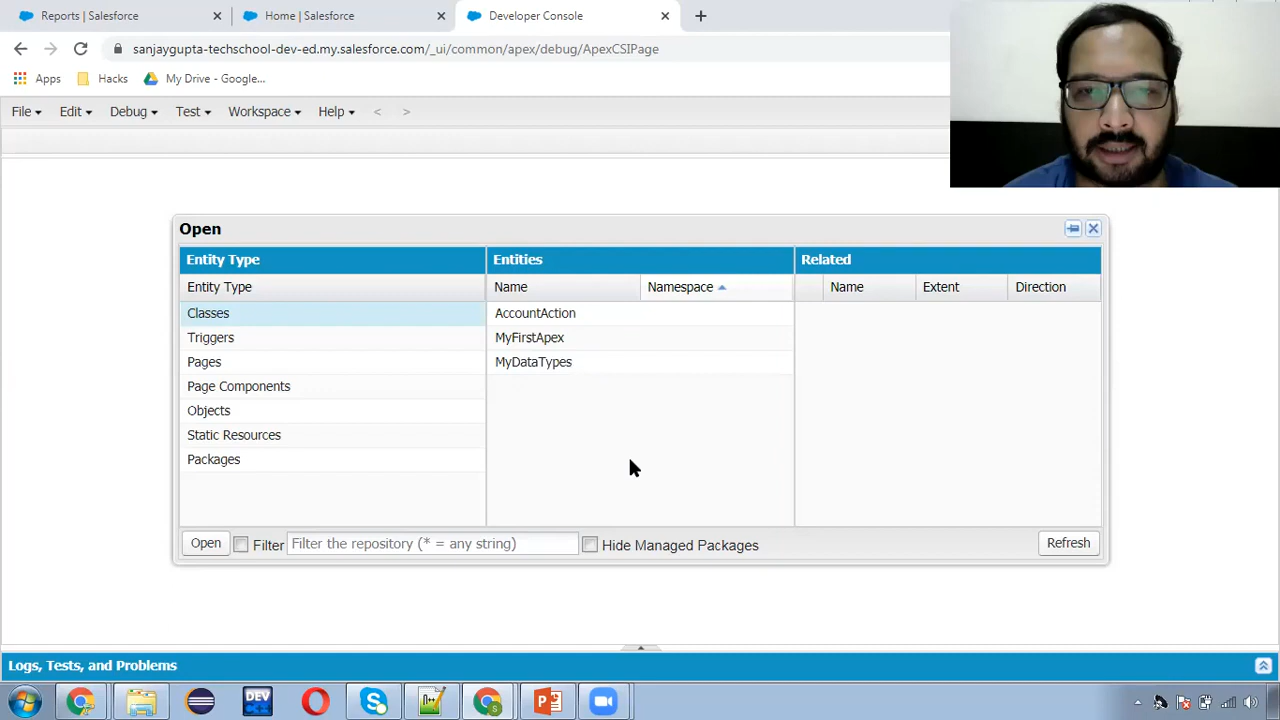 Reports | Salesforce
Home | Salesforce
Developer Console
sanjaygupta-techschool-dev-ed.my.salesforce.com/_ui/common/apex/debug/ApexCSIPage
Apps
Hacks
My Drive - Google...
File
Edit
Debug
Test
Workspace
Help
<
>
Open
Entity Type
Entities
Related
Entity Type
Name
Namespace
Name
Extent
Direction
Classes
AccountAction
Triggers
MyFirstApex
Pages
MyDataTypes
Page Components
Objects
Static Resources
Packages
Open
Filter
Filter the repository (* = any string)
Hide Managed Packages
Refresh
Logs, Tests, and Problems
DEV